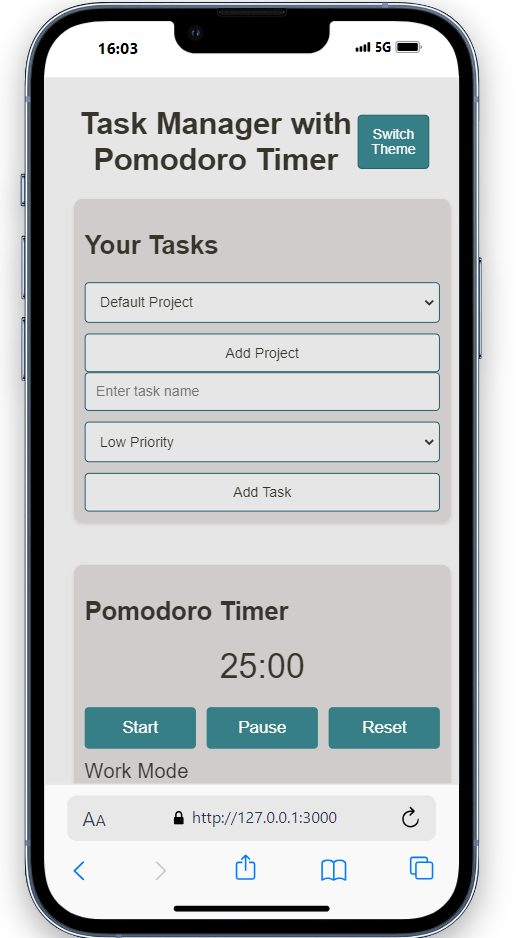 16:03
5G
Task Manager with
Pomodoro Timer
Switch
Theme
Your Tasks
Default Project
Add Project
Enter task name
Low Priority
Add Task
Pomodoro Timer
25:00
Start Pause Reset
Work Mode
AA http://127.0.0.1:3000